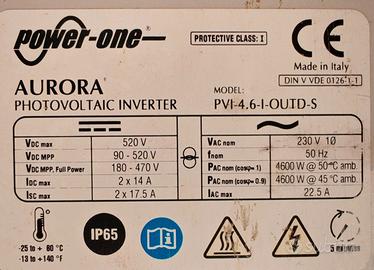 power-one
PROTECTIVE CLASS: I
CE
Made in Italy
DIN V VDE 0126-1-1
AURORA
PHOTOVOLTAIC INVERTER
MODEL:
PVI-4.6-I-OUTD-S
VDC max 520 V
VDC MPP 90 - 520 V
VDC MPP, Full Power 180 - 470 V
IDC max 2 x 14 A
ISC max 2 x 17.5 A
VAC nom 230 V 1Ø
fnom 50 Hz
PAC nom (cosφ= 1) 4600 W @ 50 °C amb.
PAC nom (cosφ= 0.9) 4600 W @ 45 °C amb.
IAC max 22.5 A
-25 to + 60 °C
-13 to +140 °F
IP65
i
5 minutes